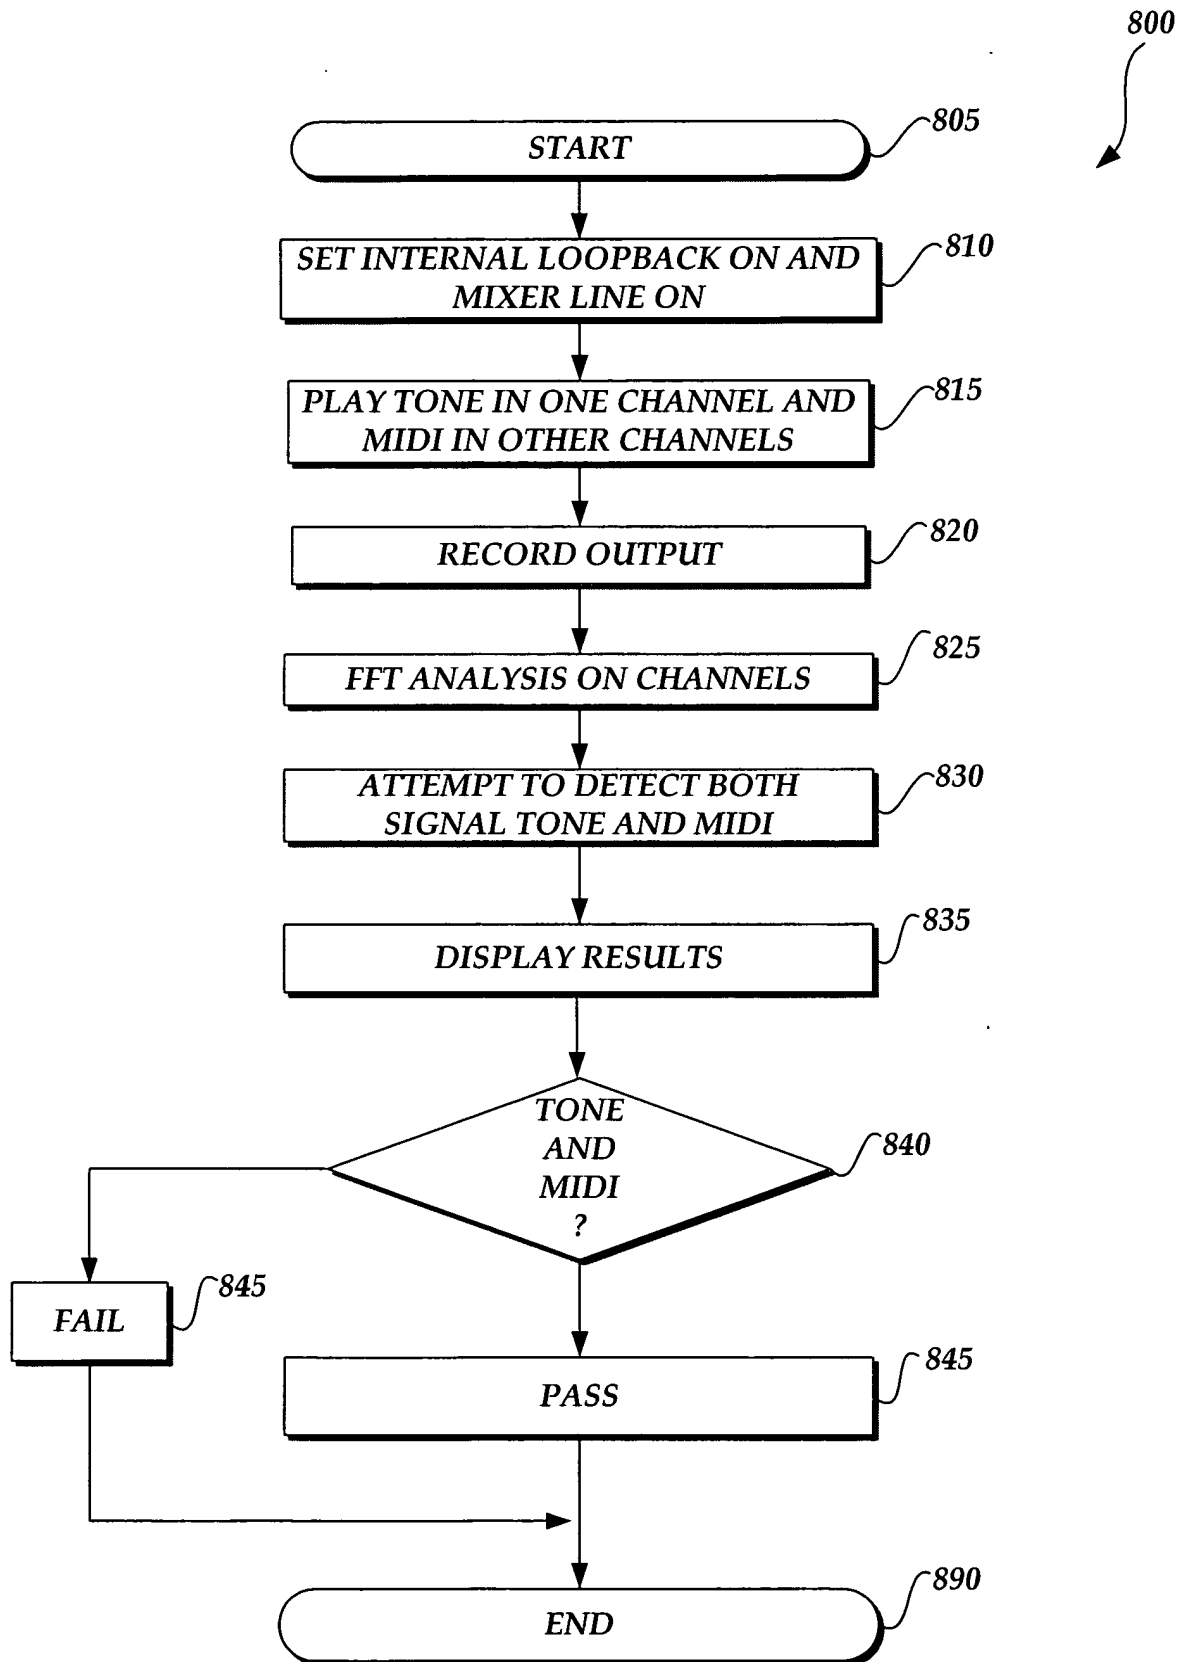 800
START
805
SET INTERNAL LOOPBACK ON AND
MIXER LINE ON
810
PLAY TONE IN ONE CHANNEL AND
MIDI IN OTHER CHANNELS
815
RECORD OUTPUT
820
FFT ANALYSIS ON CHANNELS
825
ATTEMPT TO DETECT BOTH
SIGNAL TONE AND MIDI
830
DISPLAY RESULTS
835
TONE
AND
MIDI
?
840
FAIL
845
PASS
845
END
890